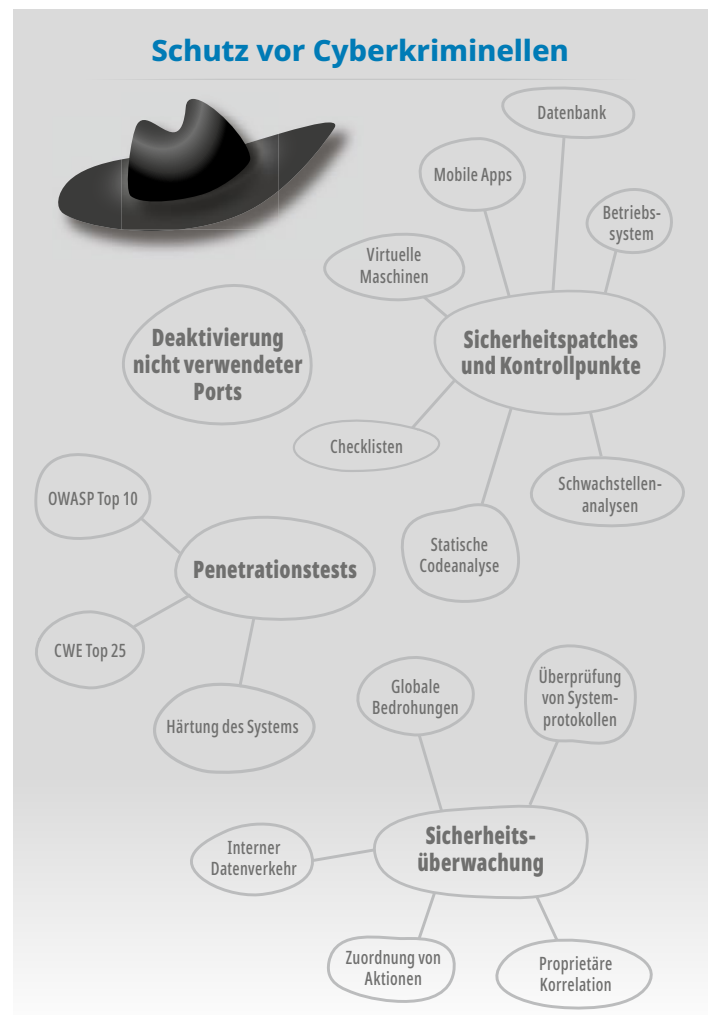 Schutz vor Cyberkriminellen
Datenbank
Mobile Apps
Betriebs-
system
Virtuelle
Maschinen
Sicherheitspatches
und Kontrollpunkte
Deaktivierung
nicht verwendeter
Ports
Checklisten
Schwachstellen-
analysen
Statische
Codeanalyse
OWASP Top 10
Penetrationstests
CWE Top 25
Härtung des Systems
Globale
Bedrohungen
Überprüfung
von System-
protokollen
Sicherheits-
überwachung
Interner
Datenverkehr
Zuordnung von
Aktionen
Proprietäre
Korrelation